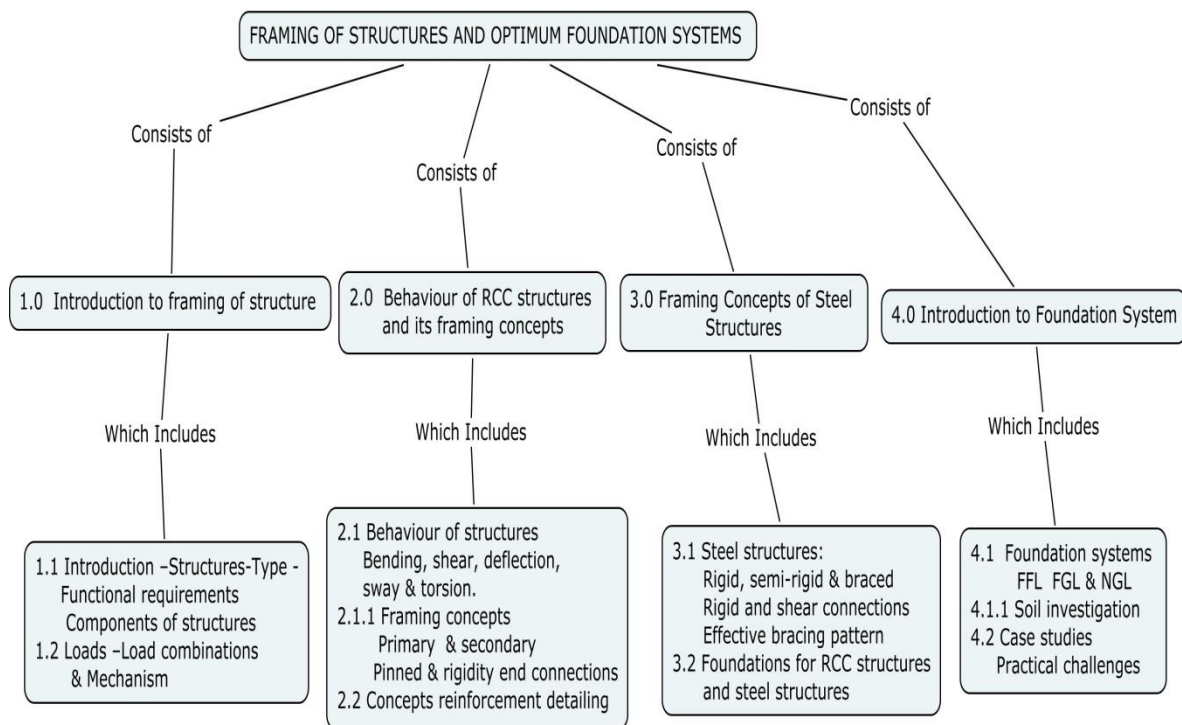 FRAMING OF STRUCTURES AND OPTIMUM FOUNDATION SYSTEMS
Consists of
Consists of
Consists of
Consists of
1.0 Introduction to framing of structure
2.0 Behaviour of RCC structures
and its framing concepts
3.0 Framing Concepts of Steel
Structures
4.0 Introduction to Foundation System
Which Includes
Which Includes
Which Includes
Which Includes
1.1 Introduction –Structures-Type -
Functional requirements
Components of structures
1.2 Loads –Load combinations
& Mechanism
2.1 Behaviour of structures
Bending, shear, deflection,
sway & torsion.
2.1.1 Framing concepts
Primary & secondary
Pinned & rigidity end connections
2.2 Concepts reinforcement detailing
3.1 Steel structures:
Rigid, semi-rigid & braced
Rigid and shear connections
Effective bracing pattern
3.2 Foundations for RCC structures
and steel structures
4.1 Foundation systems
FFL FGL & NGL
4.1.1 Soil investigation
4.2 Case studies
Practical challenges